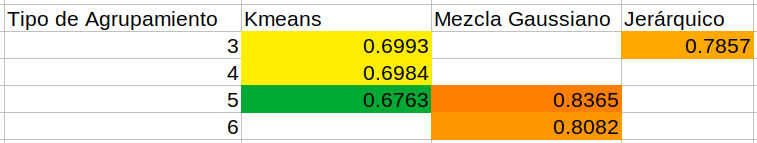 Tipo de Agrupamiento Kmeans Mezcla Gaussiano Jerárquico
3 0.6993 0.7857
4 0.6984
5 0.6763 0.8365
6 0.8082